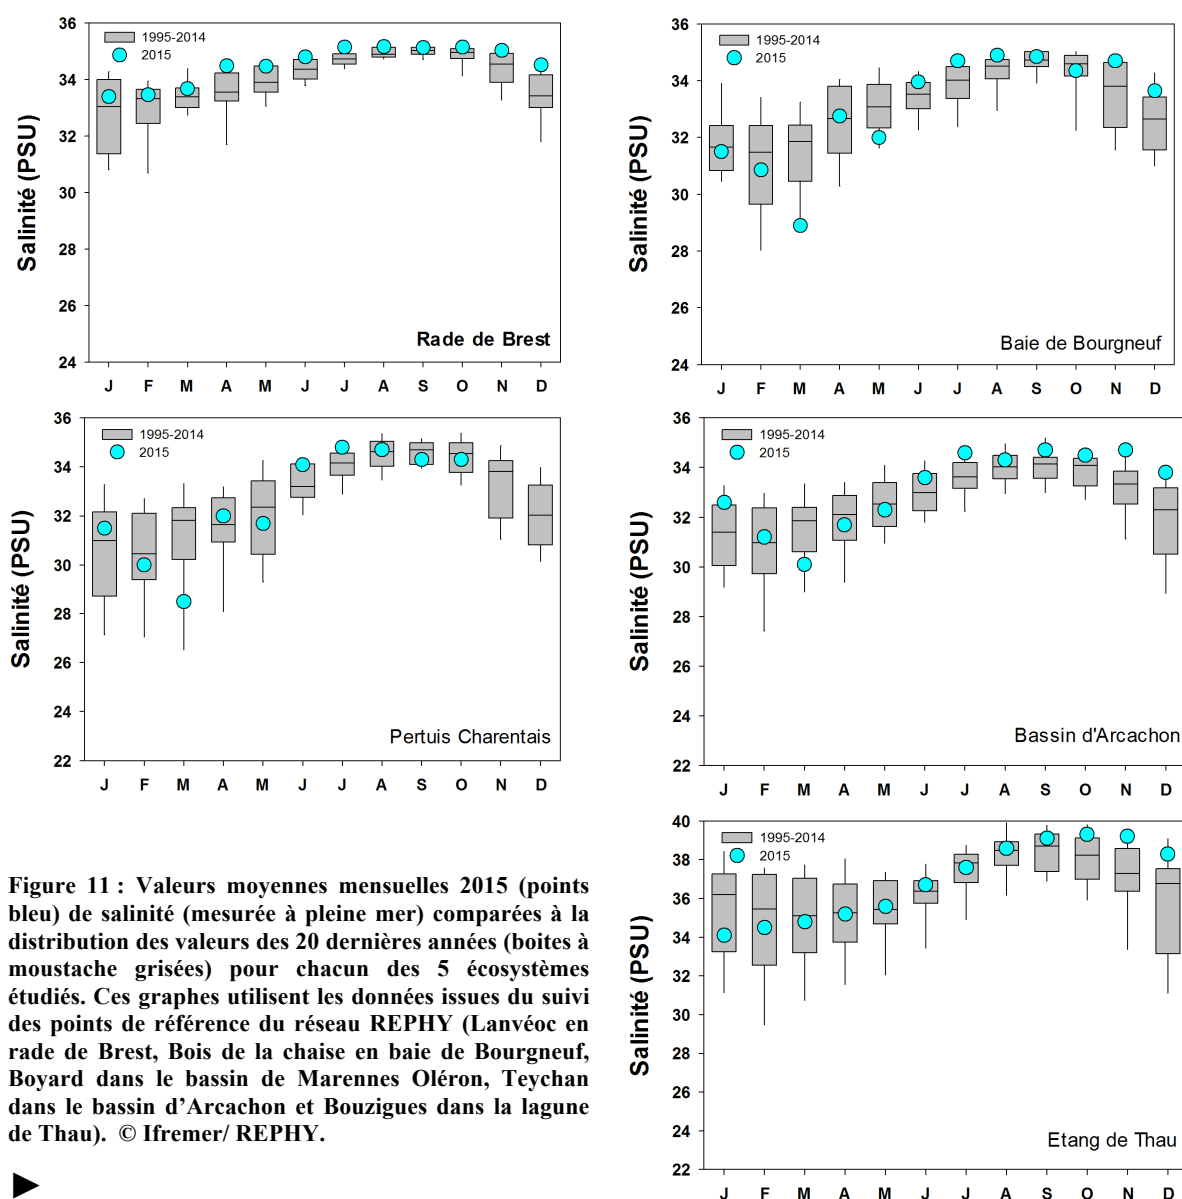 36
34
32
30
28
26
24
Salinité (PSU)
1995-2014
2015
Rade de Brest
J F M A M J J A S O N D
36
34
32
30
28
26
24
Salinité (PSU)
1995-2014
2015
Baie de Bourgneuf
J F M A M J J A S O N D
36
34
32
30
28
26
24
22
Salinité (PSU)
1995-2014
2015
Pertuis Charentais
J F M A M J J A S O N D
36
34
32
30
28
26
24
22
Salinité (PSU)
1995-2014
2015
Bassin d'Arcachon
J F M A M J J A S O N D
Figure 11 : Valeurs moyennes mensuelles 2015 (points
bleu) de salinité (mesurée à pleine mer) comparées à la
distribution des valeurs des 20 dernières années (boites à
moustache grisées) pour chacun des 5 écosystèmes
étudiés. Ces graphes utilisent les données issues du suivi
des points de référence du réseau REPHY (Lanvéoc en
rade de Brest, Bois de la chaise en baie de Bourgneuf,
Boyard dans le bassin de Marennes Oléron, Teychan
dans le bassin d’Arcachon et Bouzigues dans la lagune
de Thau). © Ifremer/ REPHY.
40
38
36
34
32
30
28
26
24
22
Salinité (PSU)
1995-2014
2015
Etang de Thau
J F M A M J J A S O N D